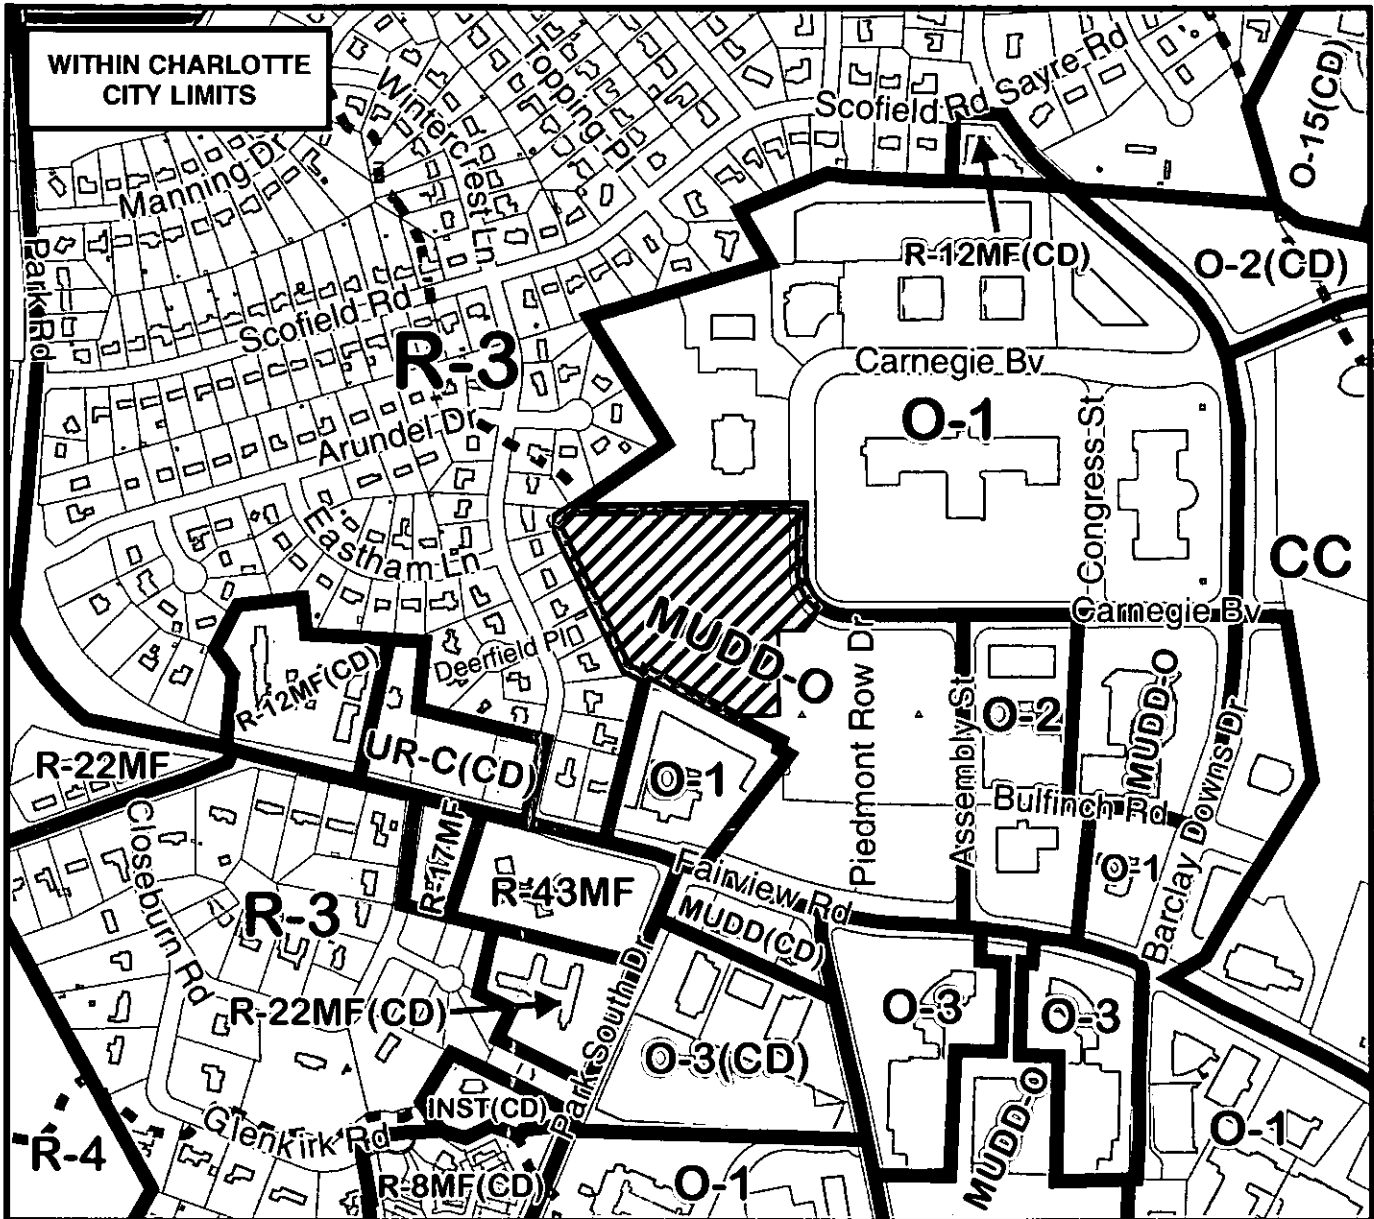 WITHIN CHARLOTTE
CITY LIMITS
Wintercrest Ln
Topping Pl
Scofield Rd
Sayre Rd
O-15(CD)
Manning Dr
Park Rd
R-12MF(CD)
O-2(CD)
Scofield Rd
R-3
Carnegie Bv
O-1
Arundel Dr
Congress St
Eastham Ln
CC
MUDD-O
Carnegie Bv
Deerfield Pl
R-12MF(CD)
Piedmont Row Dr
Assembly St
O-2
MUDD-O
UR-C(CD)
R-22MF
O-1
Bulfinch Rd
Barclay Downs Dr
Closeburn Rd
R-17MF
R-43MF
Fairview Rd
O-1
R-3
MUDD(CD)
R-22MF(CD)
Park South Dr
O-3
O-3
O-3(CD)
INST(CD)
MUDD-O
Glenkirk Rd
R-4
R-8MF(CD)
O-1
O-1